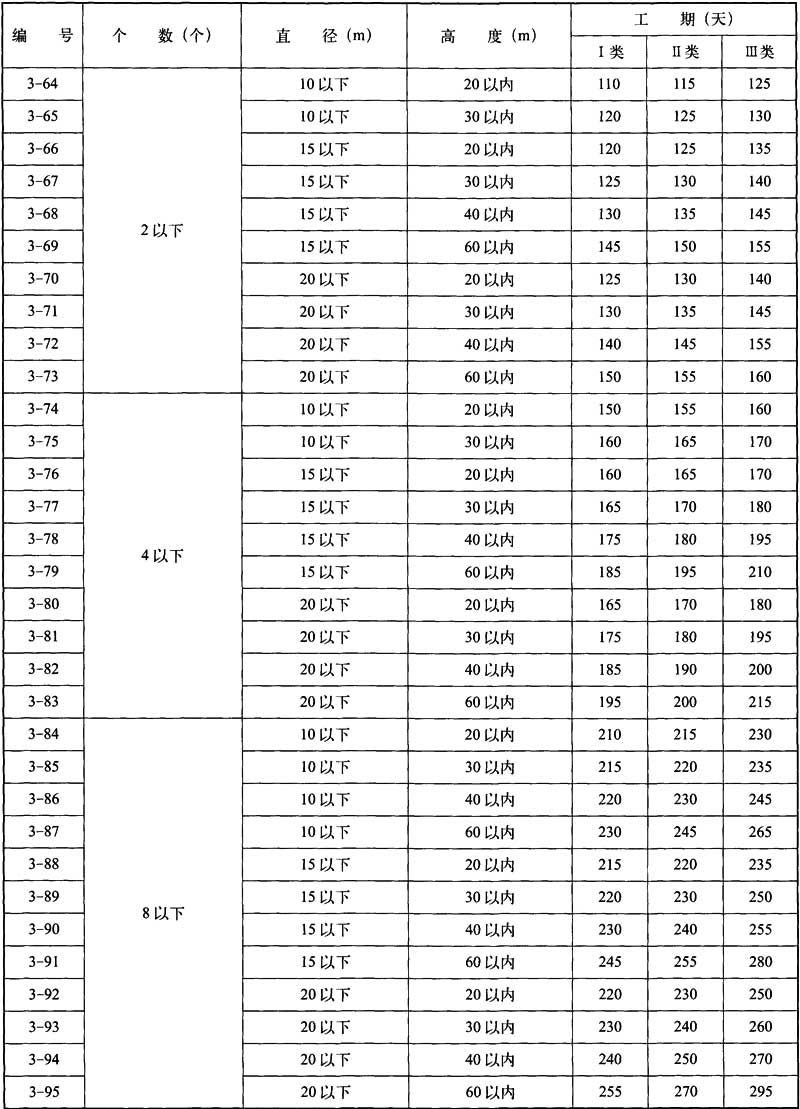 编 号 个 数（个） 直 径（m） 高 度（m） 工 期（天）
Ⅰ类 Ⅱ类 Ⅲ类
3-64 10以下 20以内 110 115 125
3-65 10以下 30以内 120 125 130
3-66 15以下 20以内 120 125 135
3-67 15以下 30以内 125 130 140
3-68 15以下 40以内 130 135 145
2以下
3-69 15以下 60以内 145 150 155
3-70 20以下 20以内 125 130 140
3-71 20以下 30以内 130 135 145
3-72 20以下 40以内 140 145 155
3-73 20以下 60以内 150 155 160
3-74 10以下 20以内 150 155 160
3-75 10以下 30以内 160 165 170
3-76 15以下 20以内 160 165 170
3-77 15以下 30以内 165 170 180
3-78 15以下 40以内 175 180 195
4以下
3-79 15以下 60以内 185 195 210
3-80 20以下 20以内 165 170 180
3-81 20以下 30以内 175 180 195
3-82 20以下 40以内 185 190 200
3-83 20以下 60以内 195 200 215
3-84 10以下 20以内 210 215 230
3-85 10以下 30以内 215 220 235
3-86 10以下 40以内 220 230 245
3-87 10以下 60以内 230 245 265
3-88 15以下 20以内 215 220 235
3-89 15以下 30以内 220 230 250
8以下
3-90 15以下 40以内 230 240 255
3-91 15以下 60以内 245 255 280
3-92 20以下 20以内 220 230 250
3-93 20以下 30以内 230 240 260
3-94 20以下 40以内 240 250 270
3-95 20以下 60以内 255 270 295